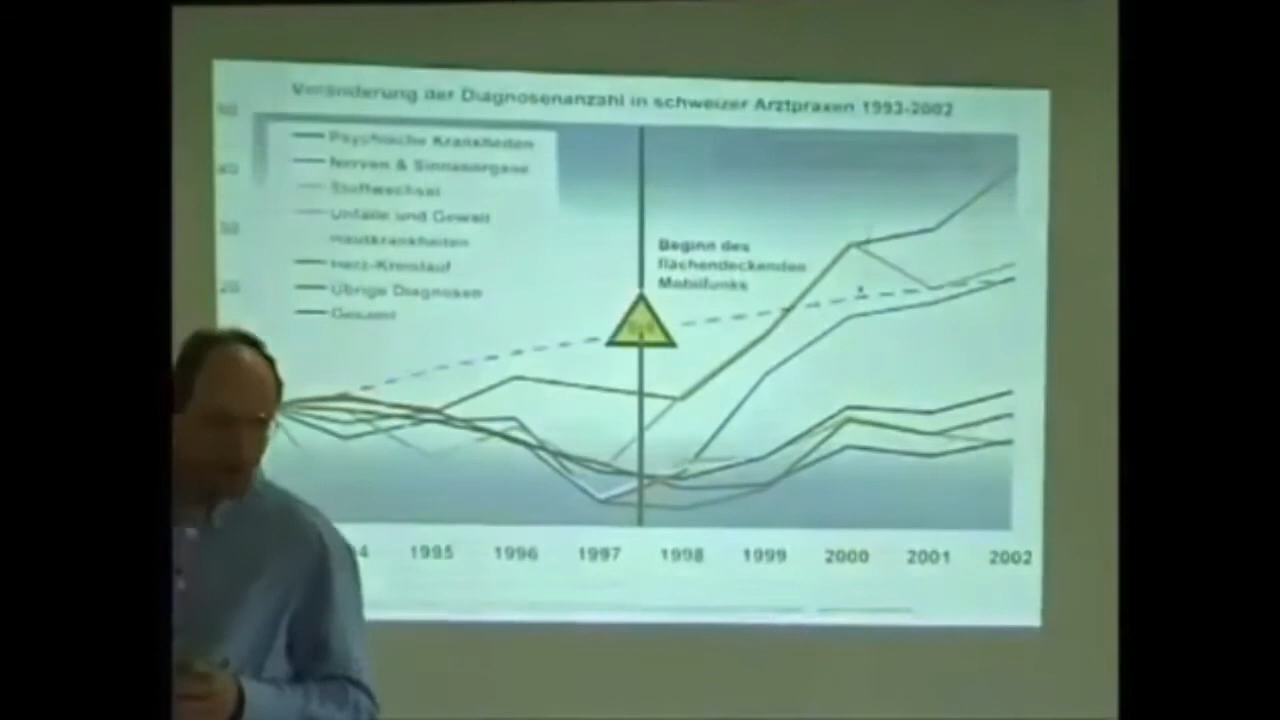 Veränderung der Diagnosenanzahl in schweizer Arztpraxen 1993-2002
Psychische Krankheiten
Nerven & Sinnesorgane
Stoffwechsel
Unfälle und Gewalt
Hautkrankheiten
Herz-Kreislauf
Übrige Diagnosen
Gesamt
Beginn des
flächendeckenden
Mobilfunks
1995 1996 1997 1998 1999 2000 2001 2002